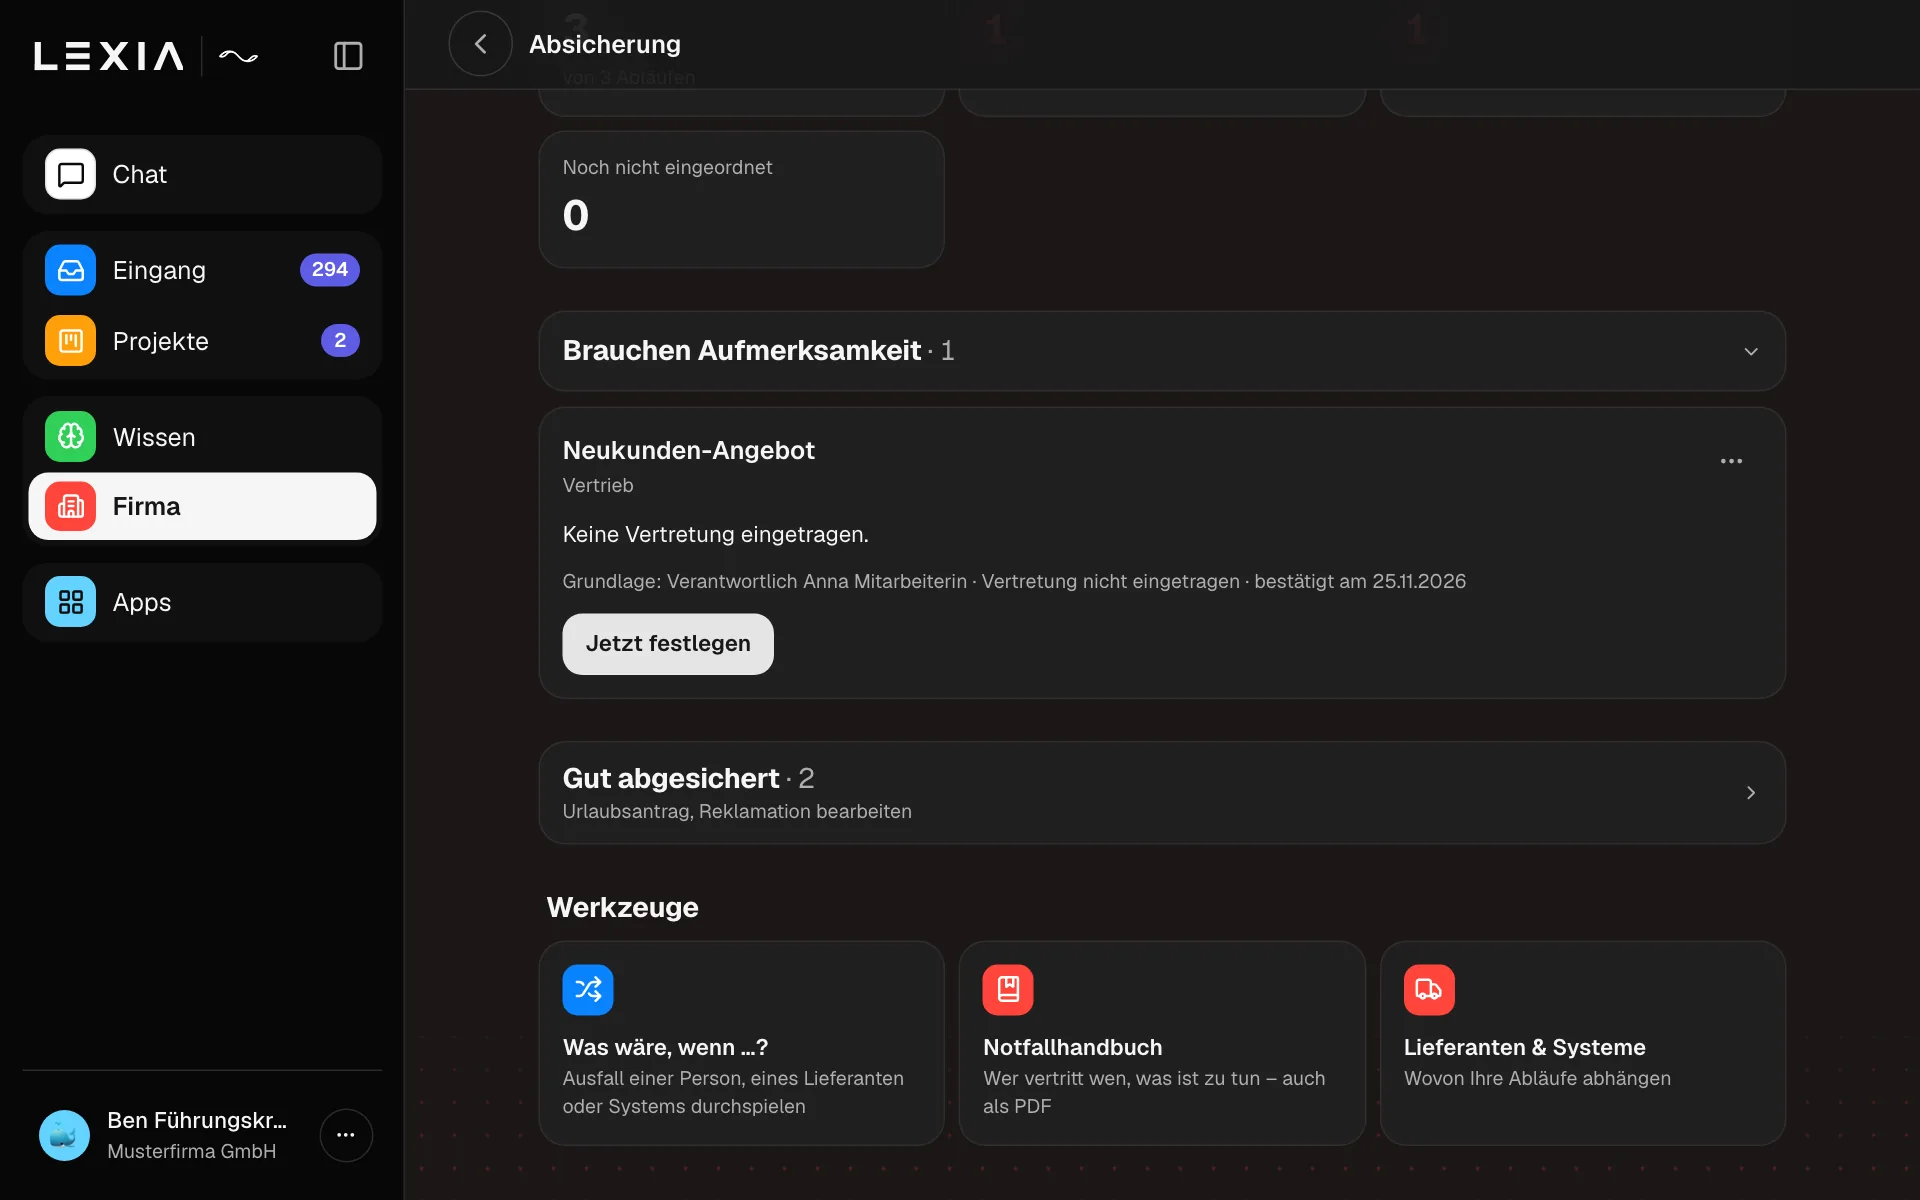 LEXIA
Absicherung
3
1
1
von 3 Abläufen
Chat
Eingang
294
Projekte
2
Wissen
Firma
Apps
Ben Führungskr...
Musterfirma GmbH
Noch nicht eingeordnet
0
Brauchen Aufmerksamkeit · 1
Neukunden-Angebot
Vertrieb
Keine Vertretung eingetragen.
Grundlage: Verantwortlich Anna Mitarbeiterin · Vertretung nicht eingetragen · bestätigt am 25.11.2026
Jetzt festlegen
Gut abgesichert · 2
Urlaubsantrag, Reklamation bearbeiten
Werkzeuge
Was wäre, wenn ...?
Ausfall einer Person, eines Lieferanten
oder Systems durchspielen
Notfallhandbuch
Wer vertritt wen, was ist zu tun – auch
als PDF
Lieferanten & Systeme
Wovon Ihre Abläufe abhängen